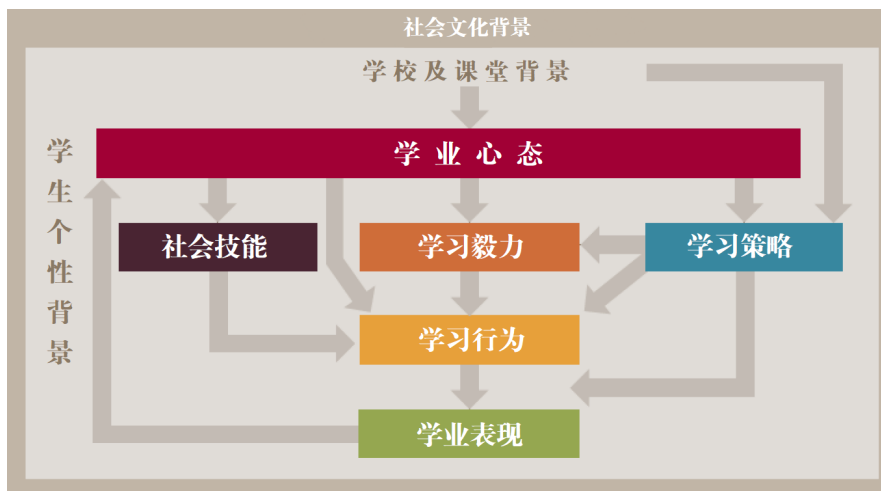 社会文化背景
学校及课堂背景
学生个性背景
学业心态
社会技能
学习毅力
学习策略
学习行为
学业表现